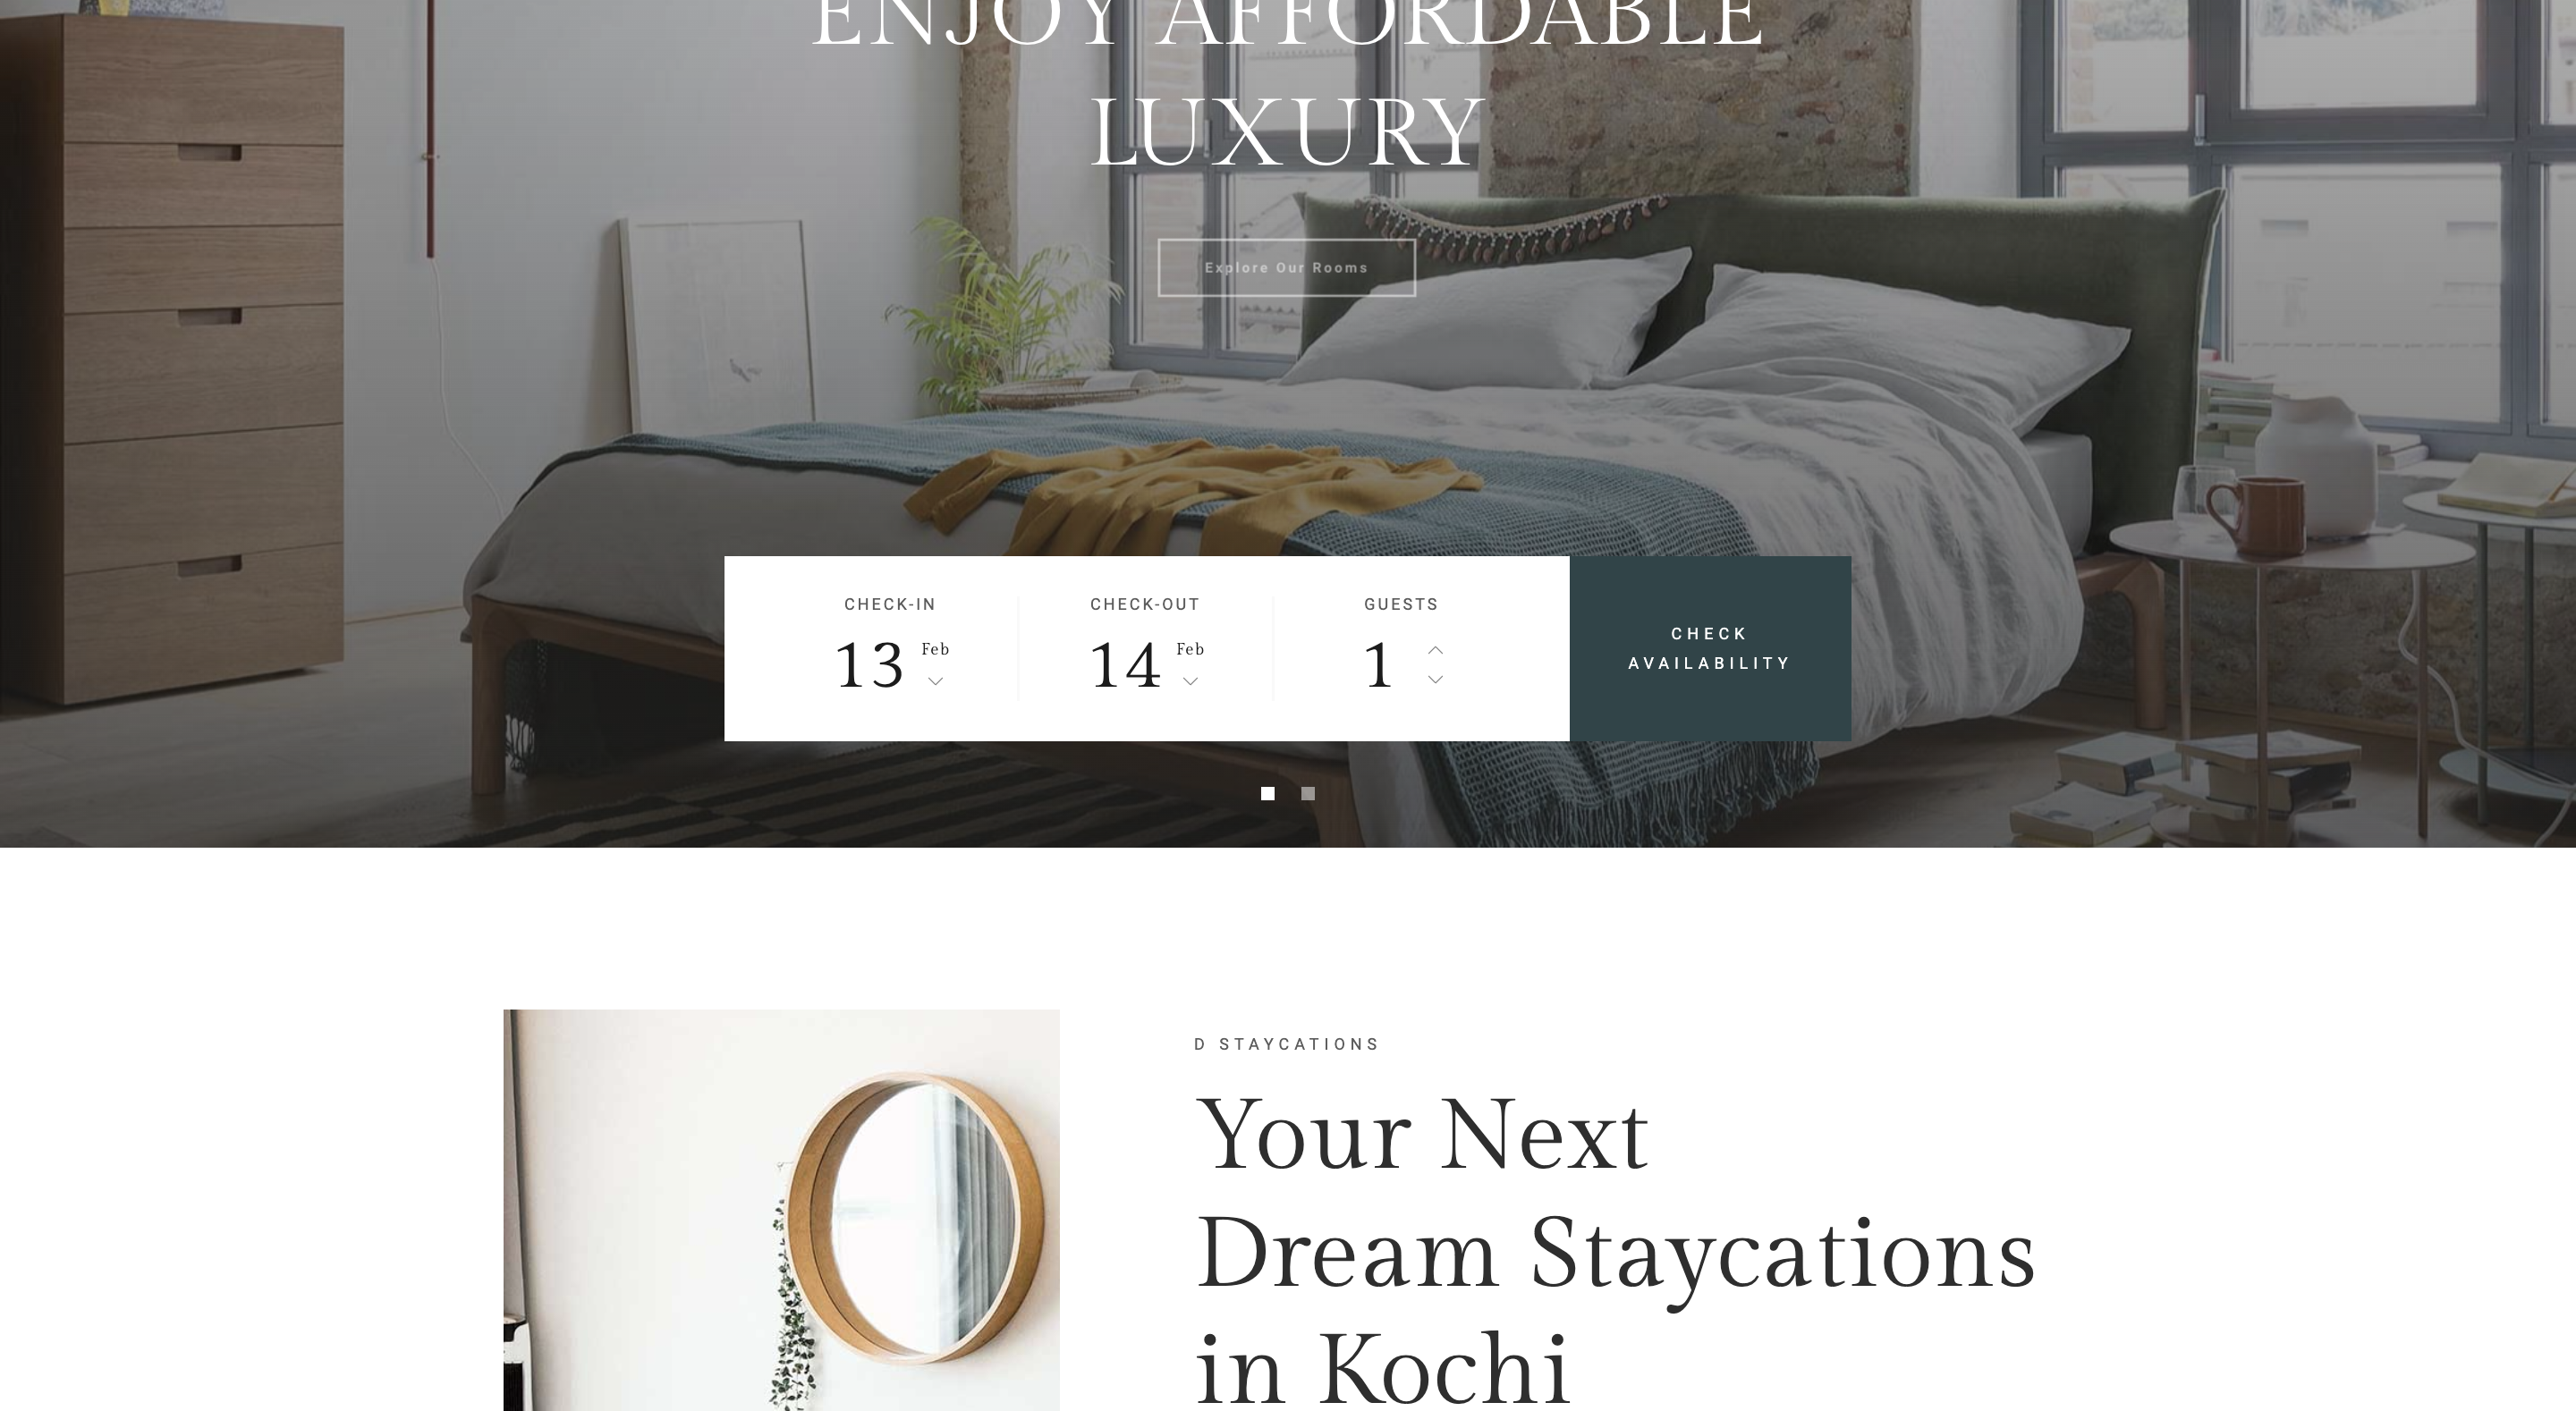 ENJOY AFFORDABLE
LUXURY
Explore Our Rooms
CHECK-IN
13 Feb
CHECK-OUT
14 Feb
GUESTS
1
CHECK
AVAILABILITY
D STAYCATIONS
Your Next
Dream Staycations
in Kochi